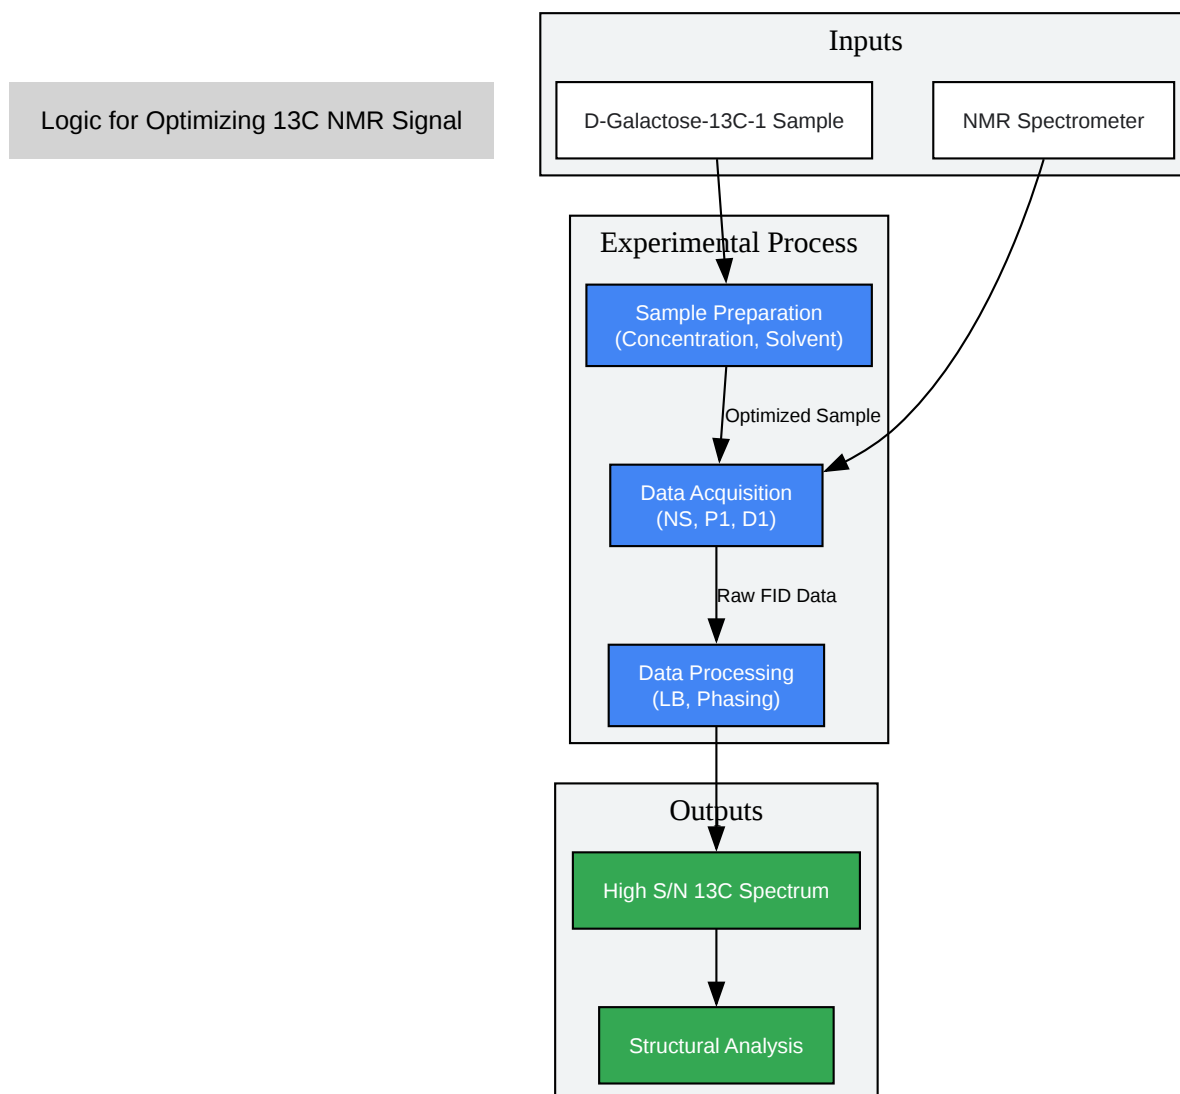 Logic for Optimizing 13C NMR Signal
Inputs
D-Galactose-13C-1 Sample
NMR Spectrometer
Experimental Process
Sample Preparation
(Concentration, Solvent)
Optimized Sample
Data Acquisition
(NS, P1, D1)
Raw FID Data
Data Processing
(LB, Phasing)
Outputs
High S/N 13C Spectrum
Structural Analysis